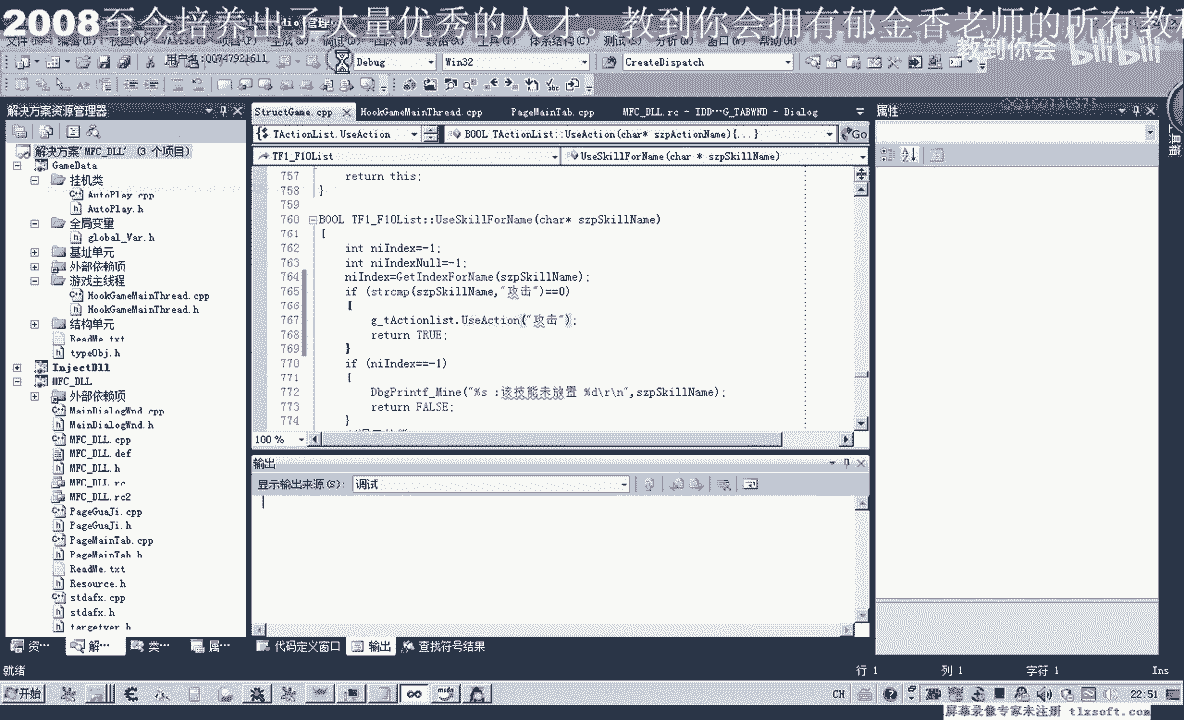 2008至今培养出了大量优秀的人才。教到你会拥有郁金香老师的所有教程
教到你会 bilibili
用户名:QQ747921611
Debug
Win32
CreateDispatch
解决方案资源管理器
StructGame.cpp
HookGameMainThread.cpp
PageMainTab.cpp
MFC_DLL.rc - IDD...G_TABWND - Dialog
属性
TActionList.UseAction
BOOL TActionList::UseAction(char* szpActionName){...}
Go
TF1_F10List
UseSkillForName(char * szpSkillName)
解决方案'MFC_DLL' (3 个项目)
GameData
挂机类
AutoPlay.cpp
AutoPlay.h
全局变量
global_Var.h
基址单元
外部依赖项
游戏主线程
HookGameMainThread.cpp
HookGameMainThread.h
结构单元
ReadMe.txt
typeObj.h
InjectDll
MFC_DLL
外部依赖项
MainDialogWnd.cpp
MainDialogWnd.h
MFC_DLL.cpp
MFC_DLL.def
MFC_DLL.h
MFC_DLL.rc
MFC_DLL.rc2
PageGuaJi.cpp
PageGuaJi.h
PageMainTab.cpp
PageMainTab.h
ReadMe.txt
Resource.h
stdafx.cpp
stdafx.h
targetver.h
757 return this;
758 }
759
760 BOOL TF1_F10List::UseSkillForName(char* szpSkillName)
761 {
762 int niIndex=-1;
763 int niIndexNull=-1;
764 niIndex=GetIndexForName(szpSkillName);
765 if (strcmp(szpSkillName,"攻击")==0)
766 {
767 g_tActionlist.UseAction("攻击");
768 return TRUE;
769 }
770 if (niIndex==-1)
771 {
772 DbgPrintf_Mine("%s :该技能未放置 %d\r\n",szpSkillName);
773 return FALSE;
774 }
100 %
输出
显示输出来源(S): 调试
资... 解... 类... 属...
代码定义窗口 输出 查找符号结果
就绪
行 1 列 1 字符 1 Ins
开始
CH
22:51
屏幕录像专家未注册 tlxsoft.com
工具箱